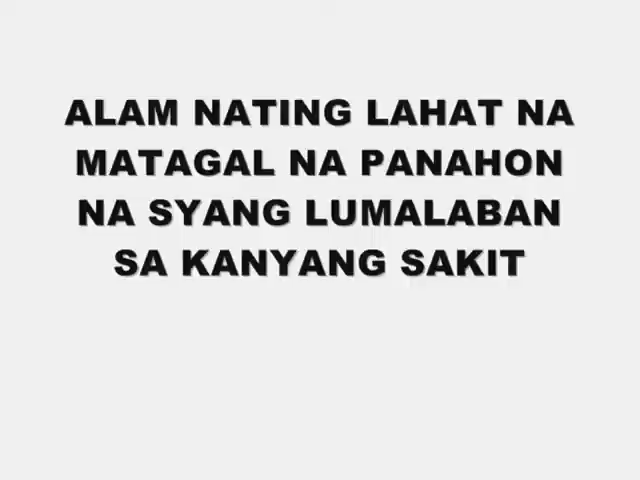 ALAM NATING LAHAT NA
MATAGAL NA PANAHON
NA SYANG LUMALABAN
SA KANYANG SAKIT